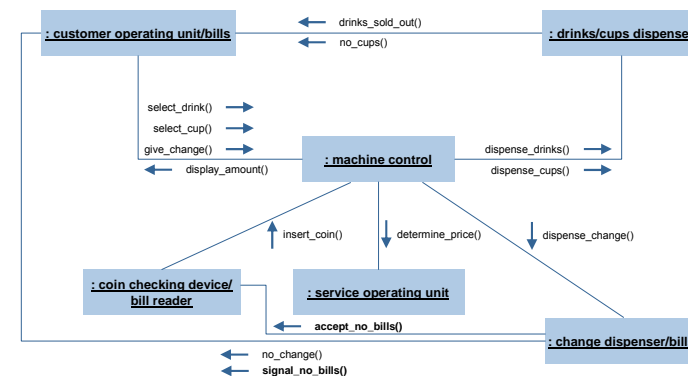 drinks_sold_out()
: customer operating unit/bills
: drinks/cups dispense
no_cups()
select_drink()
select_cup()
give_change()
display_amount()
: machine control
dispense_drinks()
dispense_cups()
insert_coin()
determine_price()
dispense_change()
: coin checking device/
bill reader
: service operating unit
accept_no_bills()
: change dispenser/bill
no_change()
signal_no_bills()